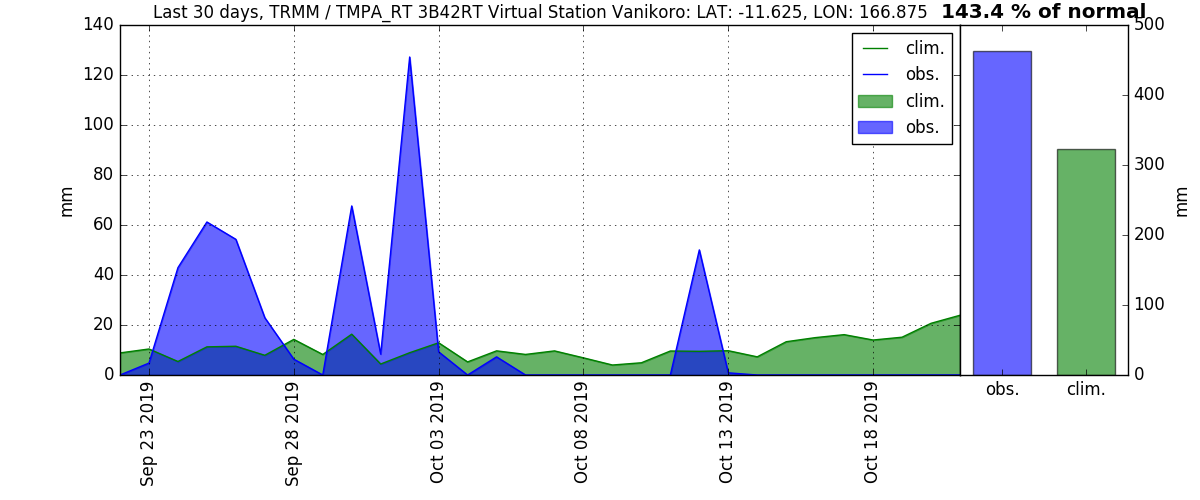 Last 30 days, TRMM / TMPA_RT 3B42RT Virtual Station Vanikoro: LAT: -11.625, LON: 166.875 143.4 % of normal
140
120
100
80
60
40
20
0
mm
clim.
obs.
clim.
obs.
Sep 23 2019
Sep 28 2019
Oct 03 2019
Oct 08 2019
Oct 13 2019
Oct 18 2019
500
400
300
200
100
0
mm
obs.
clim.